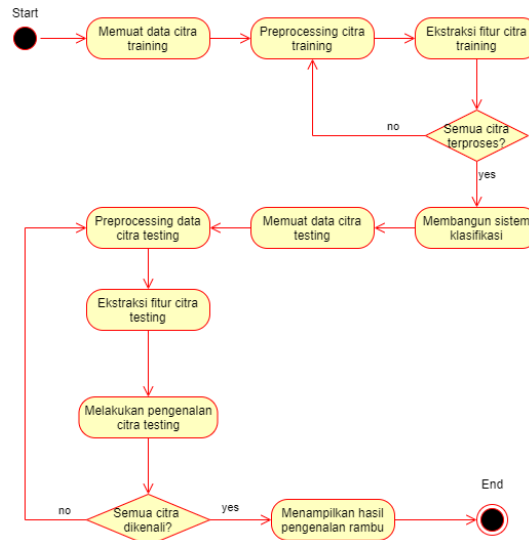 Start
Memuat data citra
training
Preprocessing citra
training
Ekstraksi fitur citra
training
Semua citra
terproses?
no
yes
Membangun sistem
klasifikasi
Memuat data citra
testing
Preprocessing data
citra testing
Ekstraksi fitur citra
testing
Melakukan pengenalan
citra testing
Semua citra
dikenali?
no
yes
Menampilkan hasil
pengenalan rambu
End